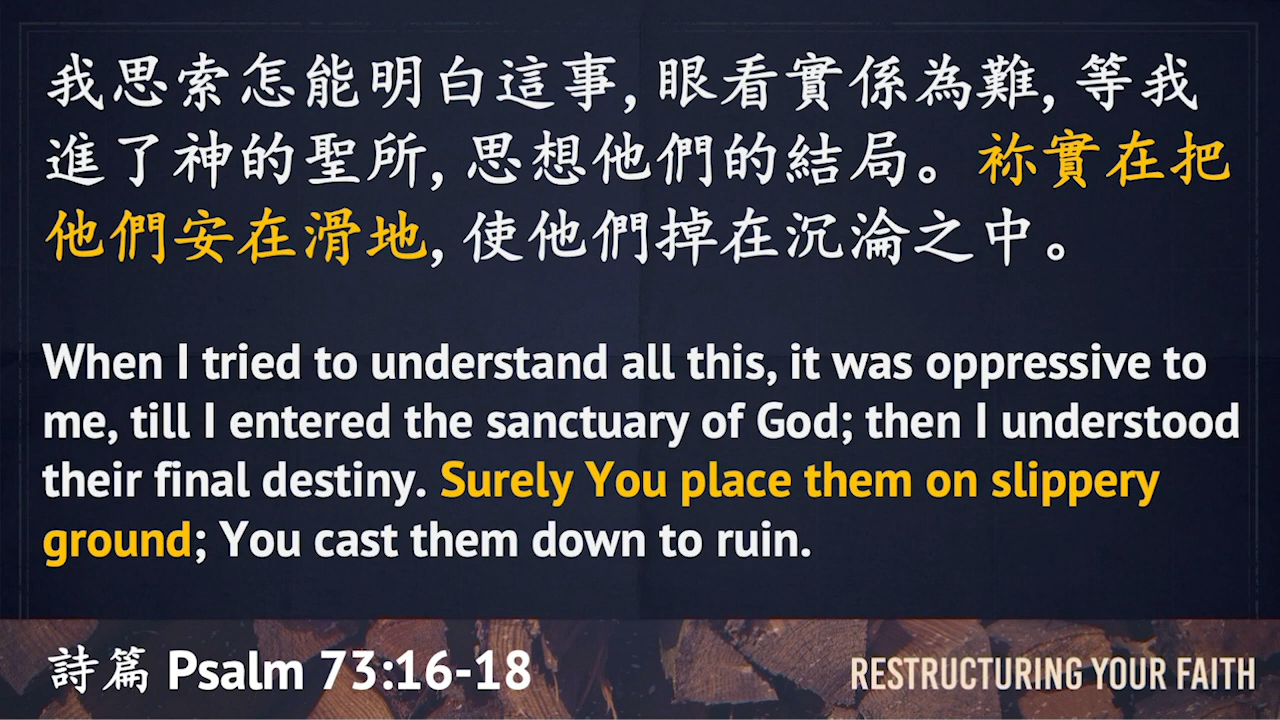 我思索怎能明白這事, 眼看實係為難, 等我
進了神的聖所, 思想他們的結局。祢實在把
他們安在滑地, 使他們掉在沉淪之中。
When I tried to understand all this, it was oppressive to
me, till I entered the sanctuary of God; then I understood
their final destiny. Surely You place them on slippery
ground; You cast them down to ruin.
詩篇 Psalm 73:16-18
RESTRUCTURING YOUR FAITH